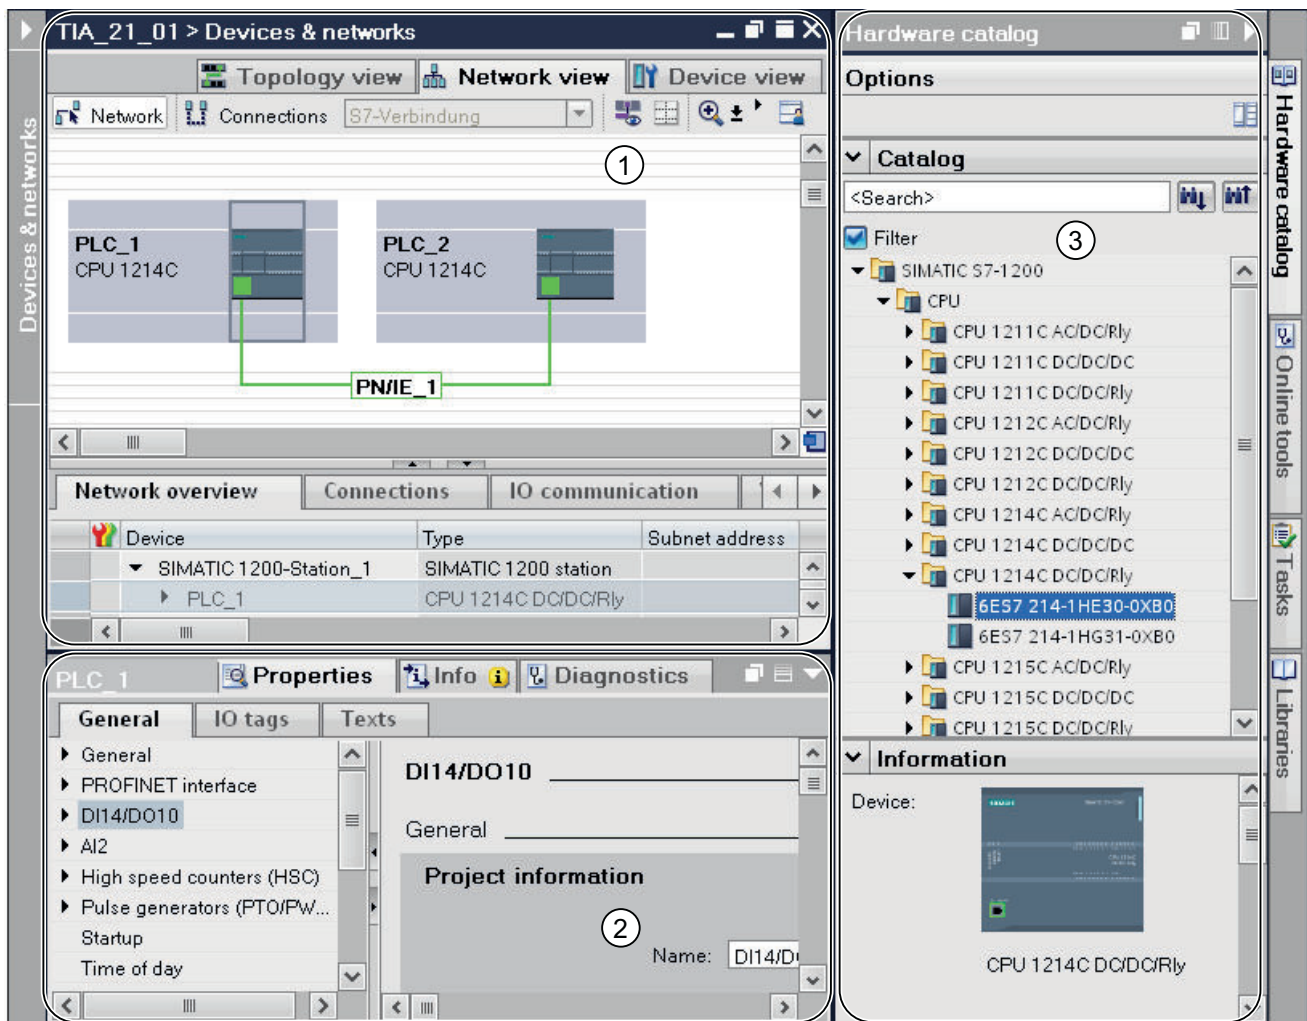 TIA_21_01 > Devices & networks
Topology view
Network view
Device view
Network
Connections
S7-Verbindung
1
PLC_1
CPU 1214C
PLC_2
CPU 1214C
PN/IE_1
Network overview
Connections
IO communication
Device
Type
Subnet address
SIMATIC 1200-Station_1
SIMATIC 1200 station
PLC_1
CPU 1214C DC/DC/Rly
Devices & networks
PLC_1
Properties
Info
Diagnostics
General
IO tags
Texts
General
PROFINET interface
DI14/DO10
AI2
High speed counters (HSC)
Pulse generators (PTO/PW...
Startup
Time of day
DI14/DO10
General
Project information
2
Name:
DI14/D
Hardware catalog
Options
Catalog
<Search>
Filter
3
SIMATIC S7-1200
CPU
CPU 1211C AC/DC/Rly
CPU 1211C DC/DC/DC
CPU 1211C DC/DC/Rly
CPU 1212C AC/DC/Rly
CPU 1212C DC/DC/DC
CPU 1212C DC/DC/Rly
CPU 1214C AC/DC/Rly
CPU 1214C DC/DC/DC
CPU 1214C DC/DC/Rly
6ES7 214-1HE30-0XB0
6ES7 214-1HG31-0XB0
CPU 1215C AC/DC/Rly
CPU 1215C DC/DC/DC
CPU 1215C DC/DC/Rly
Information
Device:
CPU 1214C DC/DC/Rly
Hardware catalog
Online tools
Tasks
Libraries